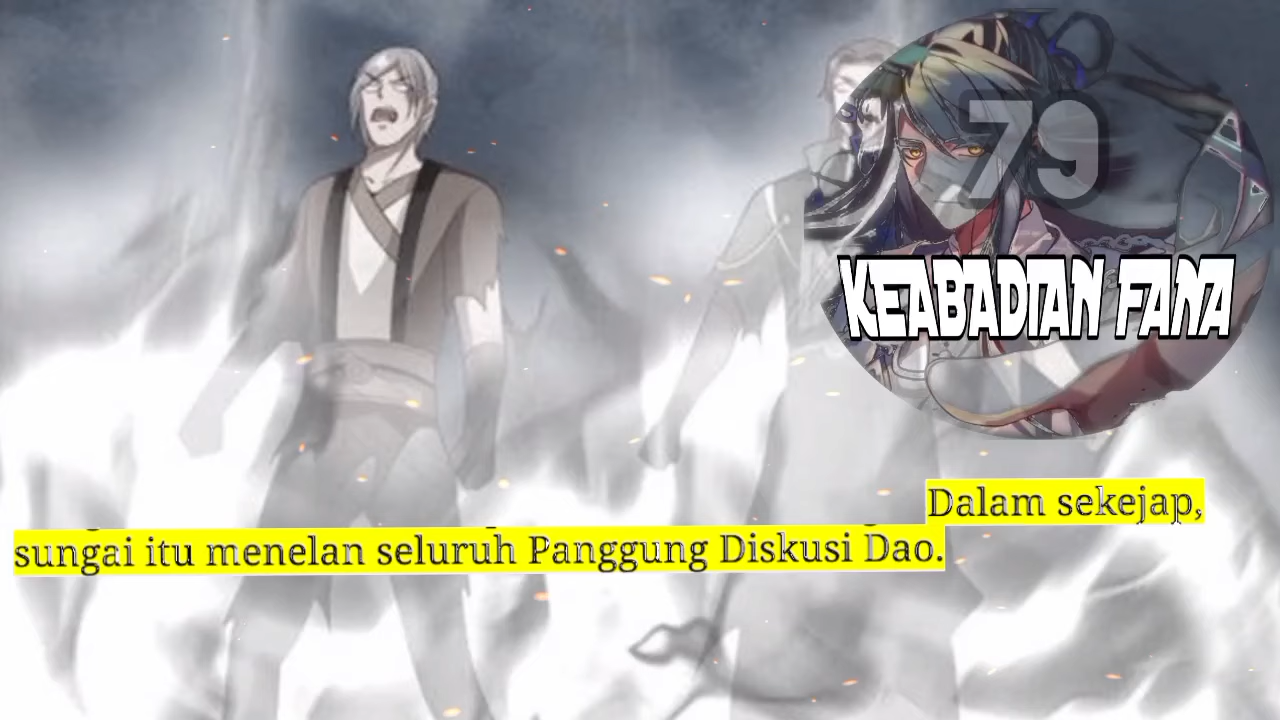 79
KEABADIAN FANA
Dalam sekejap,
sungai itu menelan seluruh Panggung Diskusi Dao.